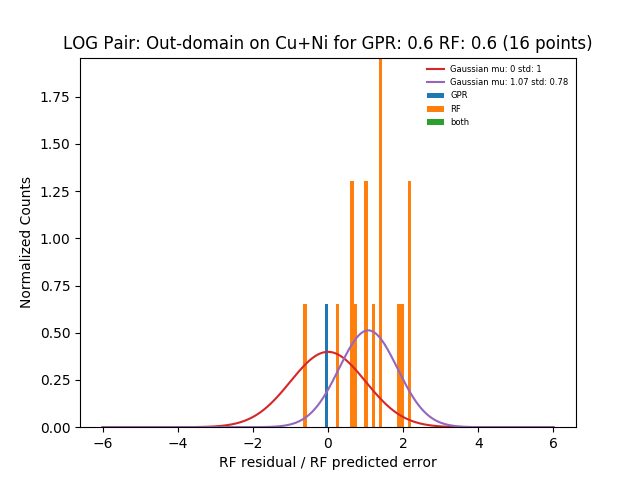 LOG Pair: Out-domain on Cu+Ni for GPR: 0.6 RF: 0.6 (16 points)
Gaussian mu: 0 std: 1
Gaussian mu: 1.07 std: 0.78
GPR
RF
both
Normalized Counts
1.75
1.50
1.25
1.00
0.75
0.50
0.25
0.00
−6
−4
−2
0
2
4
6
RF residual / RF predicted error